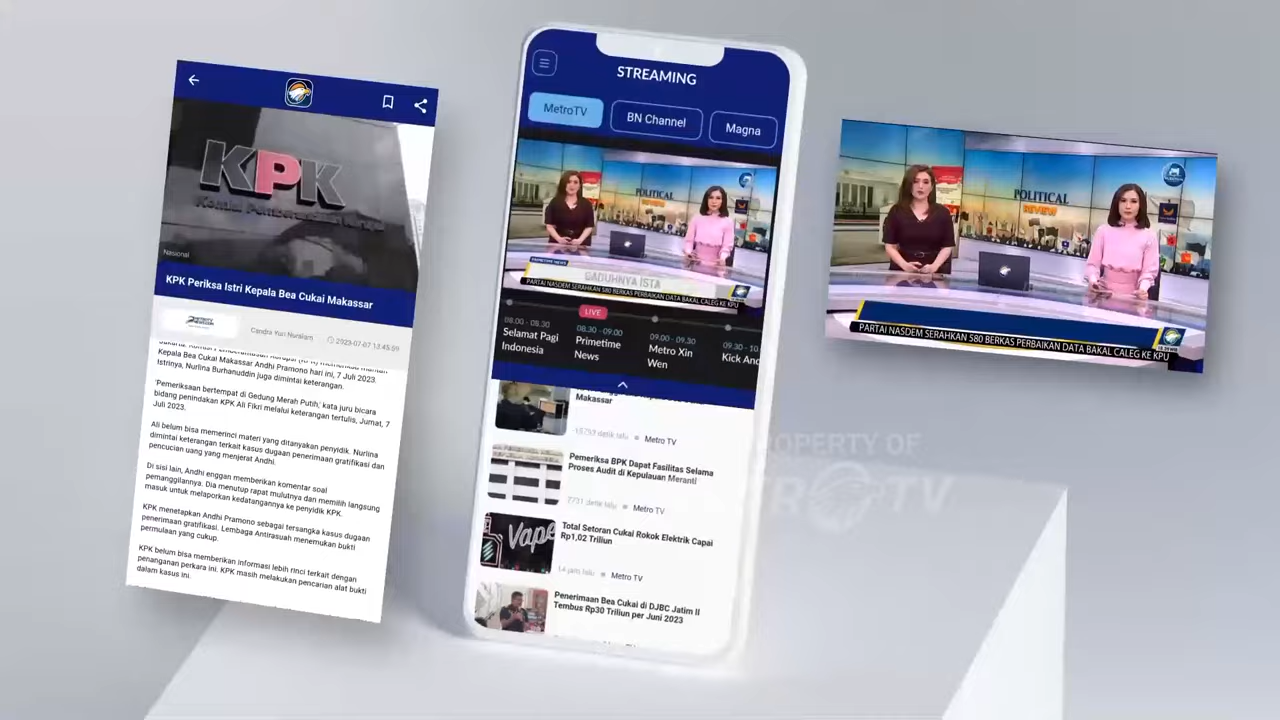 KPK
Nasional
KPK Periksa Istri Kepala Bea Cukai Makassar
Candra Yuri Nuralam
2023-07-07 13:45:59
Kepala Bea Cukai Makassar Andhi Pramono hari ini, 7 Juli 2023.
Istrinya, Nurlina Burhanuddin juga dimintai keterangan.
'Pemeriksaan bertempat di Gedung Merah Putih,' kata juru bicara
bidang penindakan KPK Ali Fikri melalui keterangan tertulis, Jumat, 7
Juli 2023.
Ali belum bisa memerinci materi yang ditanyakan penyidik. Nurlina
dimintai keterangan terkait kasus dugaan penerimaan gratifikasi dan
pencucian uang yang menjerat Andhi.
Di sisi lain, Andhi enggan memberikan komentar soal
pemanggilannya. Dia menutup rapat mulutnya dan memilih langsung
masuk untuk melaporkan kedatangannya ke penyidik KPK.
KPK menetapkan Andhi Pramono sebagai tersangka kasus dugaan
penerimaan gratifikasi. Lembaga Antirasuah menemukan bukti
permulaan yang cukup.
KPK belum bisa memberikan informasi lebih rinci terkait dengan
penanganan perkara ini. KPK masih melakukan pencarian alat bukti
dalam kasus ini.
STREAMING
MetroTV
BN Channel
Magna
POLITICAL
REVIEW
PRIMETIME NEWS
GADUHNYA ISTA
PARTAI NASDEM SERAHKAN 580 BERKAS PERBAIKAN DATA BAKAL CALEG KE KPU
LIVE
08.00 - 08.30
Selamat Pagi
Indonesia
08.30 - 09.00
Primetime
News
09.00 - 09.30
Metro Xin
Wen
09.30 - 10.
Kick And
Makassar
Metro TV
Pemeriksa BPK Dapat Fasilitas Selama
Proses Audit di Kepulauan Meranti
2731 detik lalu
Metro TV
Vape
Total Setoran Cukai Rokok Elektrik Capai
Rp1,02 Triliun
14 jam lalu
Metro TV
Penerimaan Bea Cukai di DJBC Jatim II
Tembus Rp30 Triliun per Juni 2023
POLITICAL
REVIEW
PARTAI NASDEM SERAHKAN 580 BERKAS PERBAIKAN DATA BAKAL CALEG KE KPU
PROPERTY OF